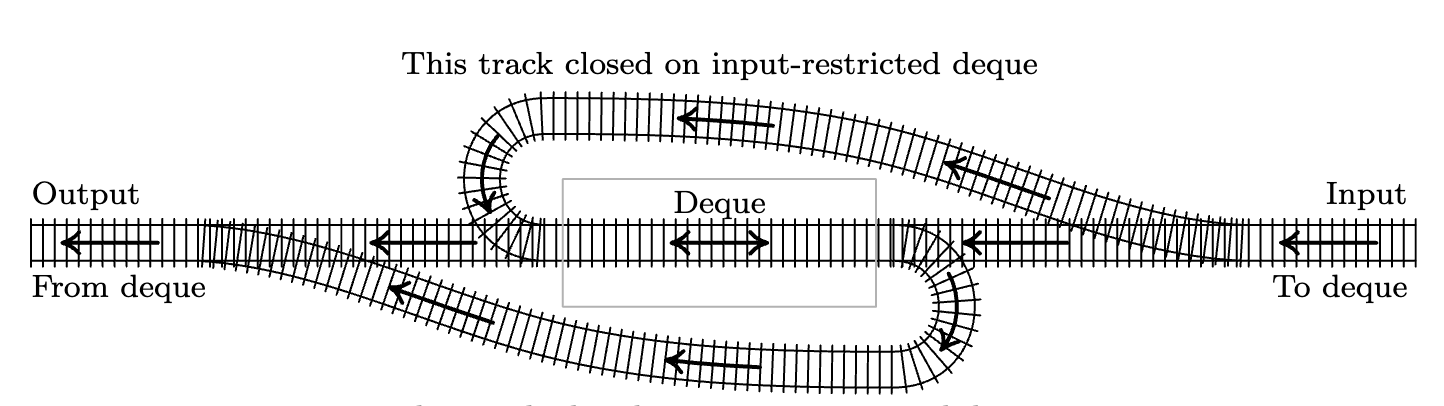 This track closed on input-restricted deque
Output
Deque
Input
From deque
To deque